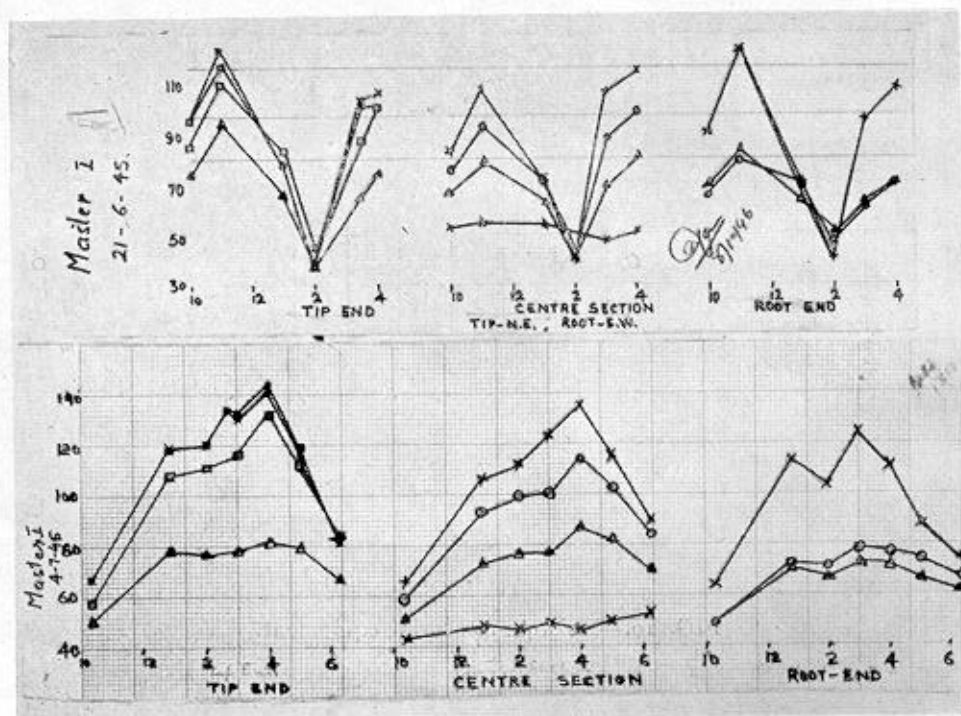 Master I
21-6-45.
110
90
70
50
30
10 12 2 4
10 12 2 4
10 12 2 4
TIP END
CENTRE SECTION
ROOT END
TIP-N.E., ROOT-S.W.
Master I
4-7-45
140
120
100
80
60
40
10 12 2 4 6
10 12 2 4 6
10 12 2 4 6
TIP END
CENTRE SECTION
ROOT-END